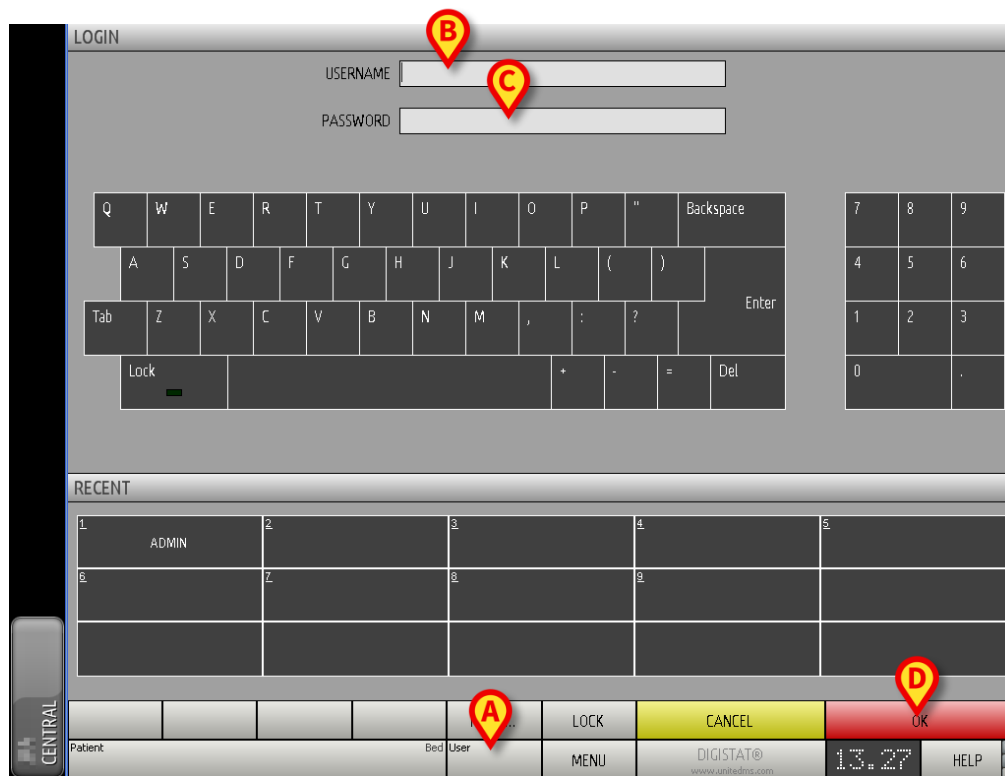 LOGIN
B
USERNAME
C
PASSWORD
Q W E R T Y U I O P " Backspace 7 8 9
A S D F G H J K L ( ) 4 5 6
Enter
Tab Z X C V B N M , : ? 1 2 3
Lock + - = Del 0 .
RECENT
1 ADMIN 2 3 4 5
6 7 8 9
A D
LOCK CANCEL OK
CENTRAL
Patient Bed User MENU DIGISTAT® 13.27 HELP
www.unitedms.com